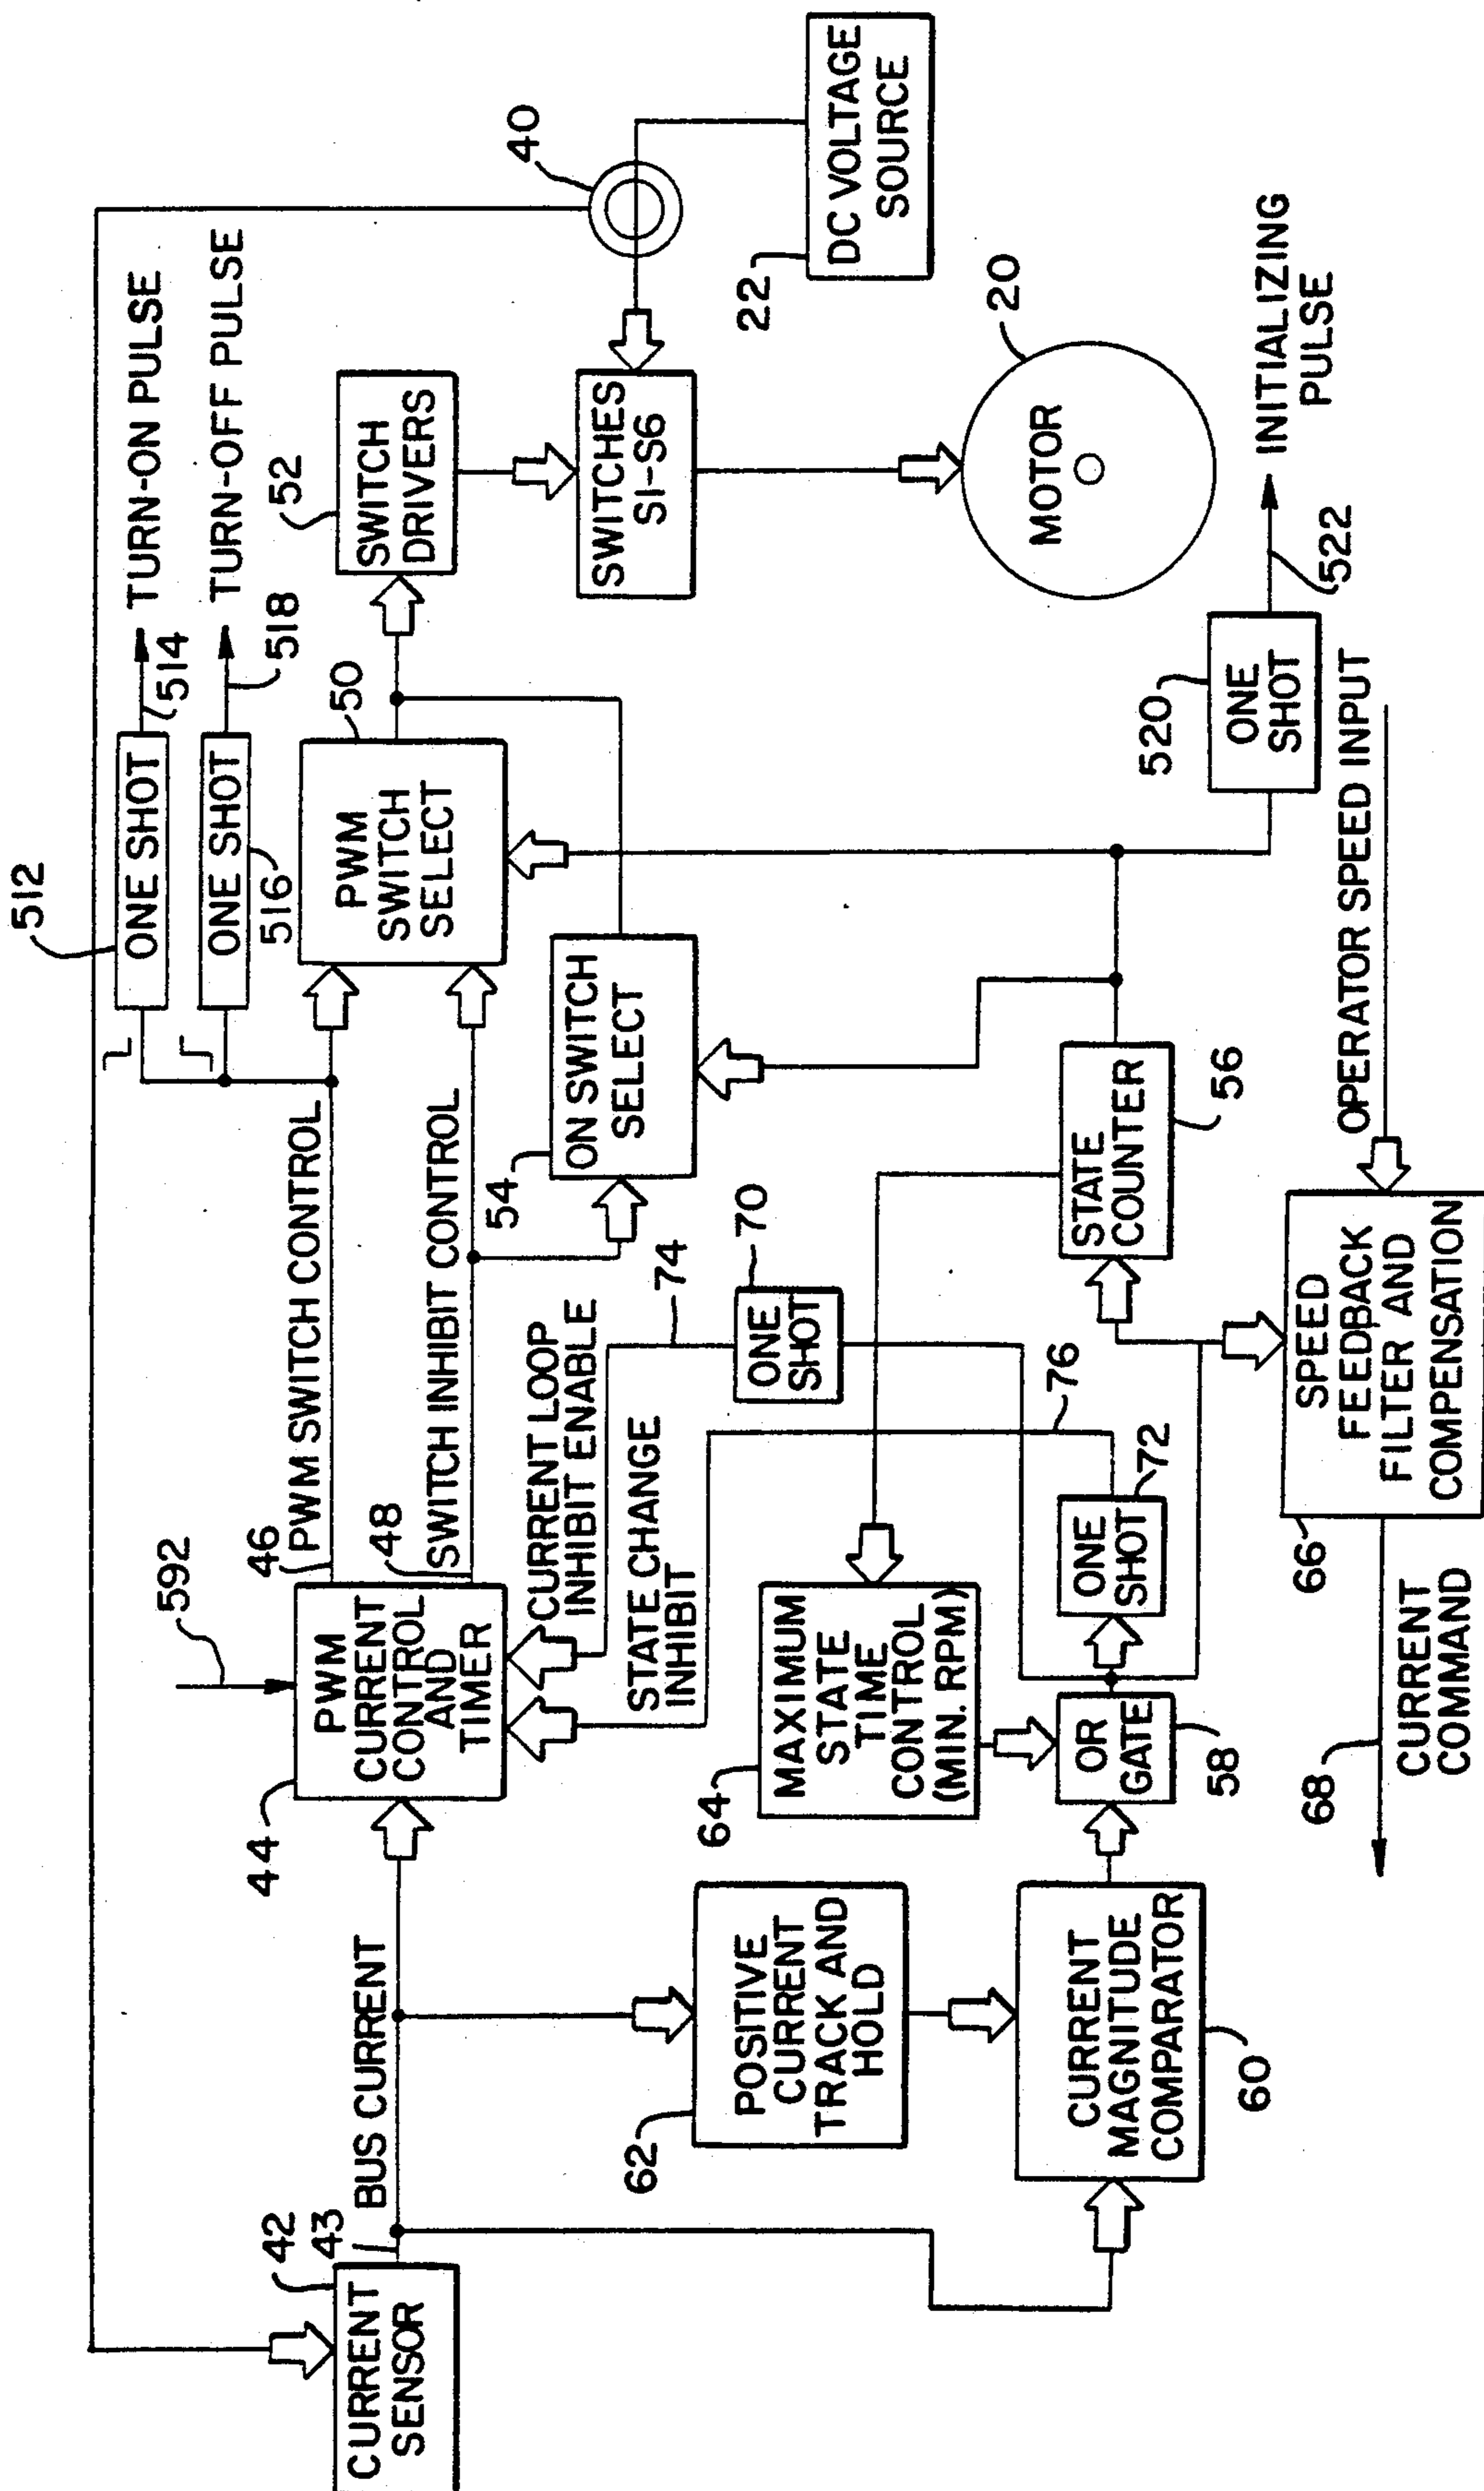 512
ONE SHOT
514
TURN-ON PULSE
ONE SHOT
516
518
TURN-OFF PULSE
40
42
43
CURRENT
SENSOR
BUS CURRENT
592
44
PWM
CURRENT
CONTROL
AND
TIMER
46
PWM SWITCH CONTROL
48
SWITCH INHIBIT CONTROL
50
PWM
SWITCH
SELECT
52
SWITCH
DRIVERS
SWITCHES
S1-S6
22
DC VOLTAGE
SOURCE
54
ON SWITCH
SELECT
CURRENT LOOP
INHIBIT ENABLE
74
STATE CHANGE
INHIBIT
70
ONE
SHOT
62
POSITIVE
CURRENT
TRACK AND
HOLD
64
MAXIMUM
STATE
TIME
CONTROL
(MIN. RPM)
76
MOTOR
20
60
CURRENT
MAGNITUDE
COMPARATOR
OR
GATE
58
ONE
SHOT
72
STATE
COUNTER
56
520
ONE
SHOT
522
INITIALIZING
PULSE
68
CURRENT
COMMAND
66
SPEED
FEEDBACK
FILTER AND
COMPENSATION
OPERATOR SPEED INPUT